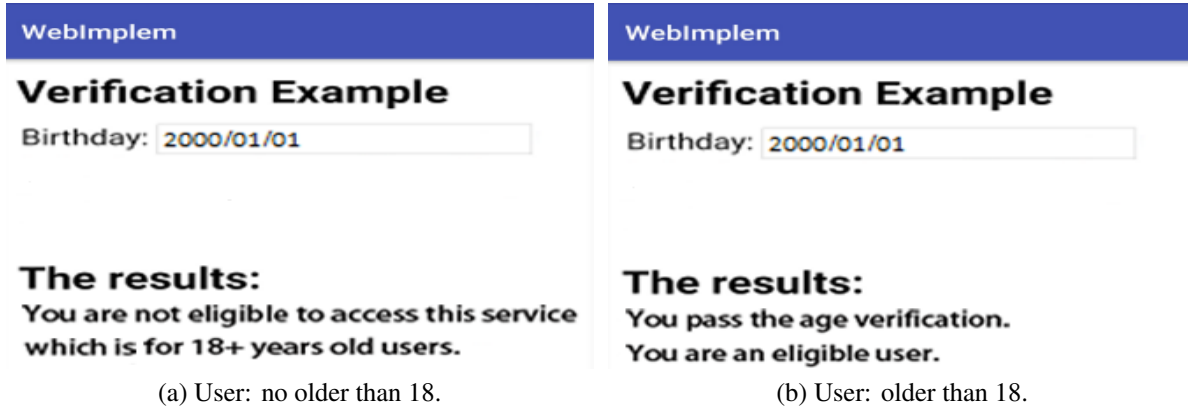 WebImplem
Verification Example
Birthday: 2000/01/01
The results:
You are not eligible to access this service
which is for 18+ years old users.
(a) User: no older than 18.
WebImplem
Verification Example
Birthday: 2000/01/01
The results:
You pass the age verification.
You are an eligible user.
(b) User: older than 18.